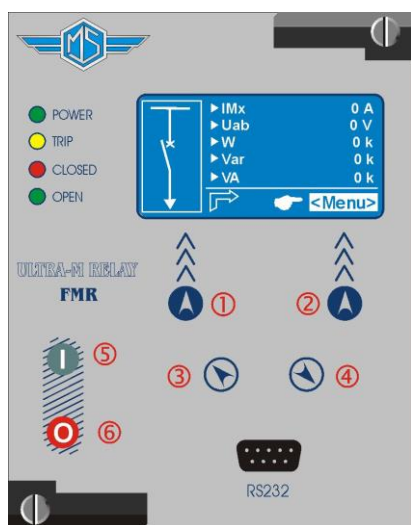 MS
POWER
TRIP
CLOSED
OPEN
IMx 0 A
Uab 0 V
W 0 k
Var 0 k
VA 0 k
<Menu>
ULTRA-M RELAY
FMR
① ②
③ ④
I ⑤
O ⑥
RS232